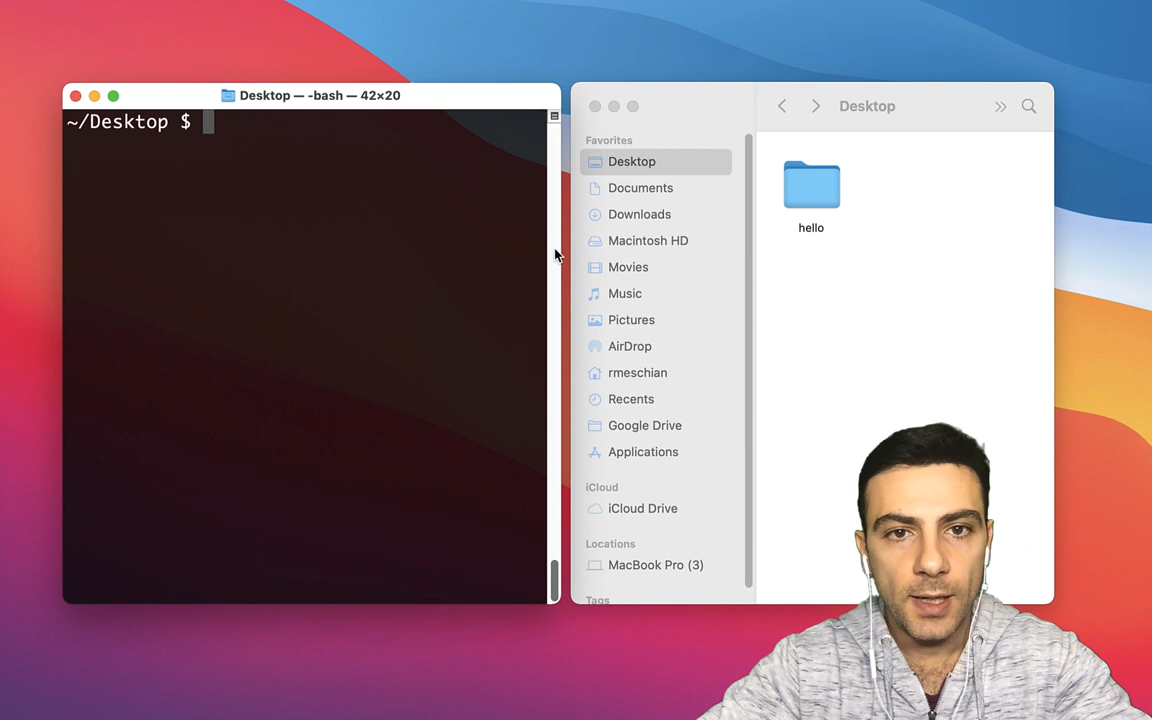 Desktop — -bash — 42×20
~/Desktop $
Desktop
Favorites
Desktop
Documents
Downloads
Macintosh HD
Movies
Music
Pictures
AirDrop
rmeschian
Recents
Google Drive
Applications
iCloud
iCloud Drive
Locations
MacBook Pro (3)
Tags
hello